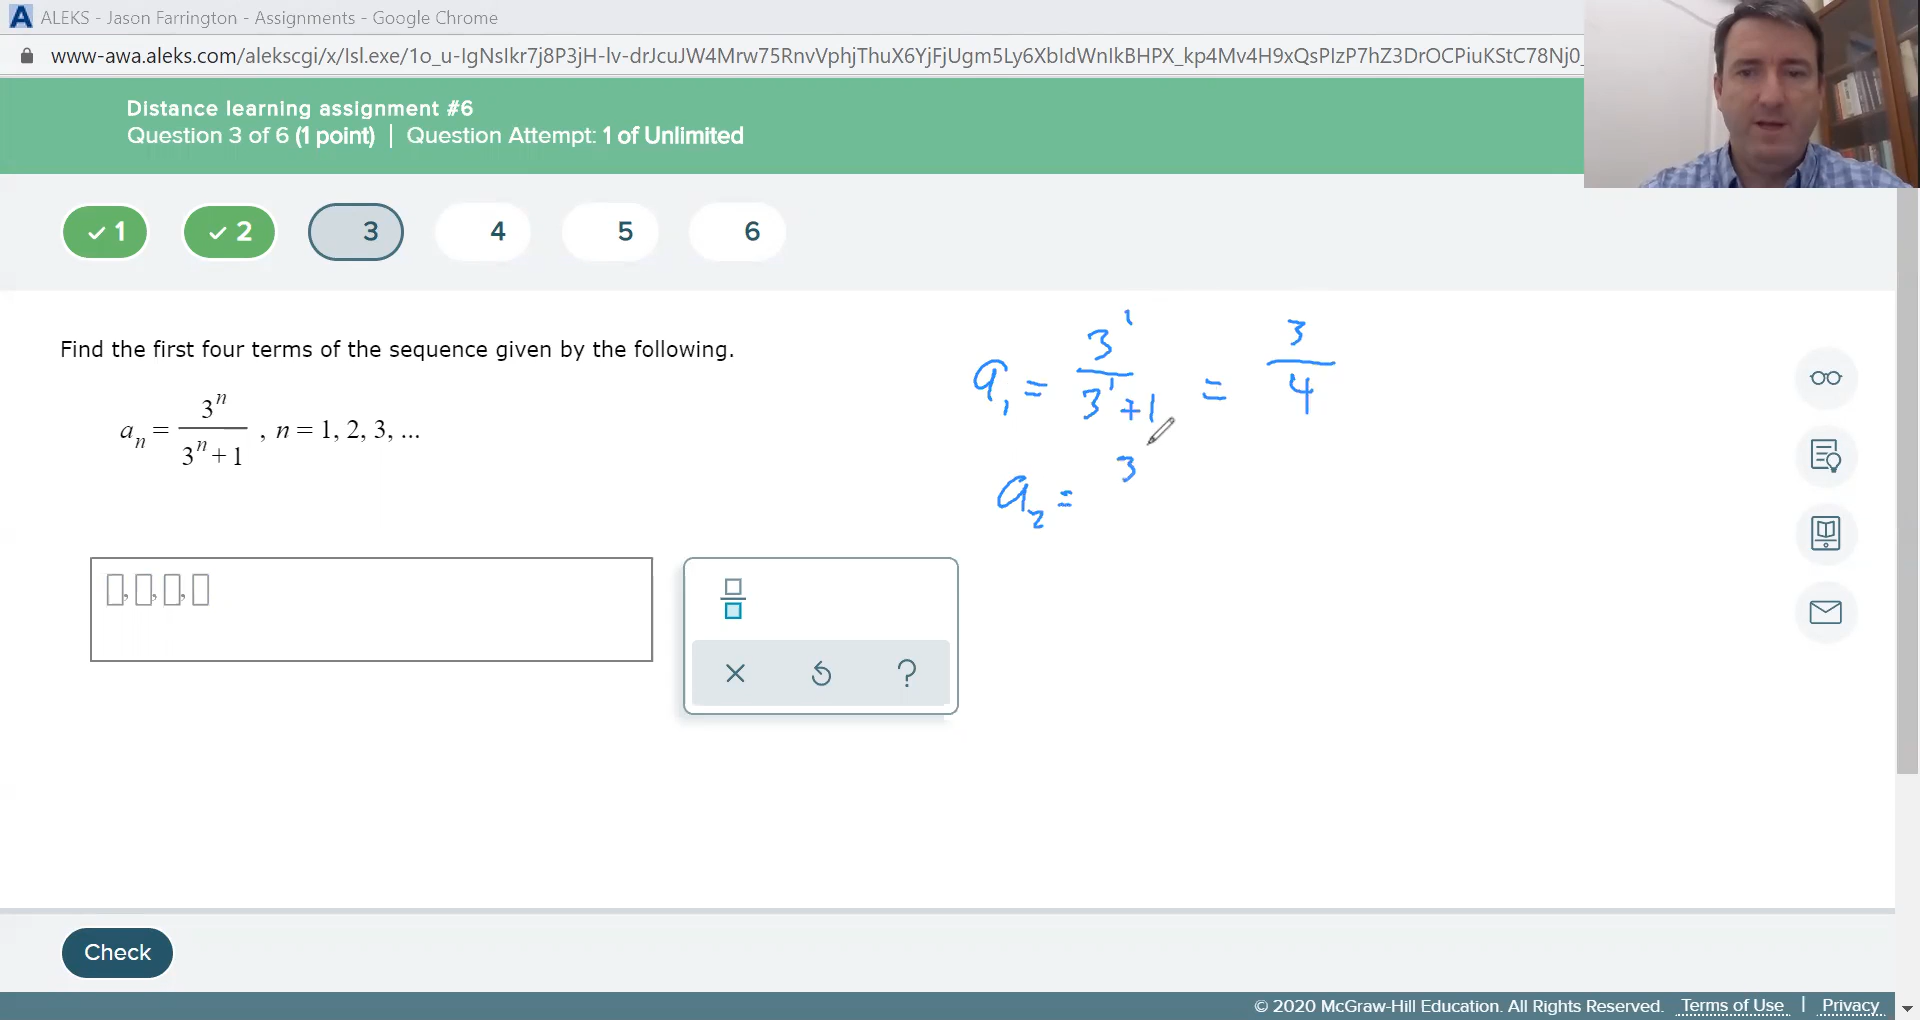 ALEKS - Jason Farrington - Assignments - Google Chrome
www-awa.aleks.com/alekscgi/x/Isl.exe/1o_u-IgNsIkr7j8P3jH-lv-drJcuJW4Mrw75RnvVphjThuX6YjFjUgm5Ly6XbIdWnIkBHPX_kp4Mv4H9xQsPIzP7hZ3DrOCPiuKStC78Nj0_
Distance learning assignment #6
Question 3 of 6 (1 point) | Question Attempt: 1 of Unlimited
✓ 1 ✓ 2 3 4 5 6
Find the first four terms of the sequence given by the following.
aₙ = 3ⁿ / (3ⁿ + 1) , n = 1, 2, 3, ...
a₁ = 3¹ / (3¹ + 1) = 3/4
a₂ = 3
▯, ▯, ▯, ▯
× ?
Check
© 2020 McGraw-Hill Education. All Rights Reserved. Terms of Use | Privacy